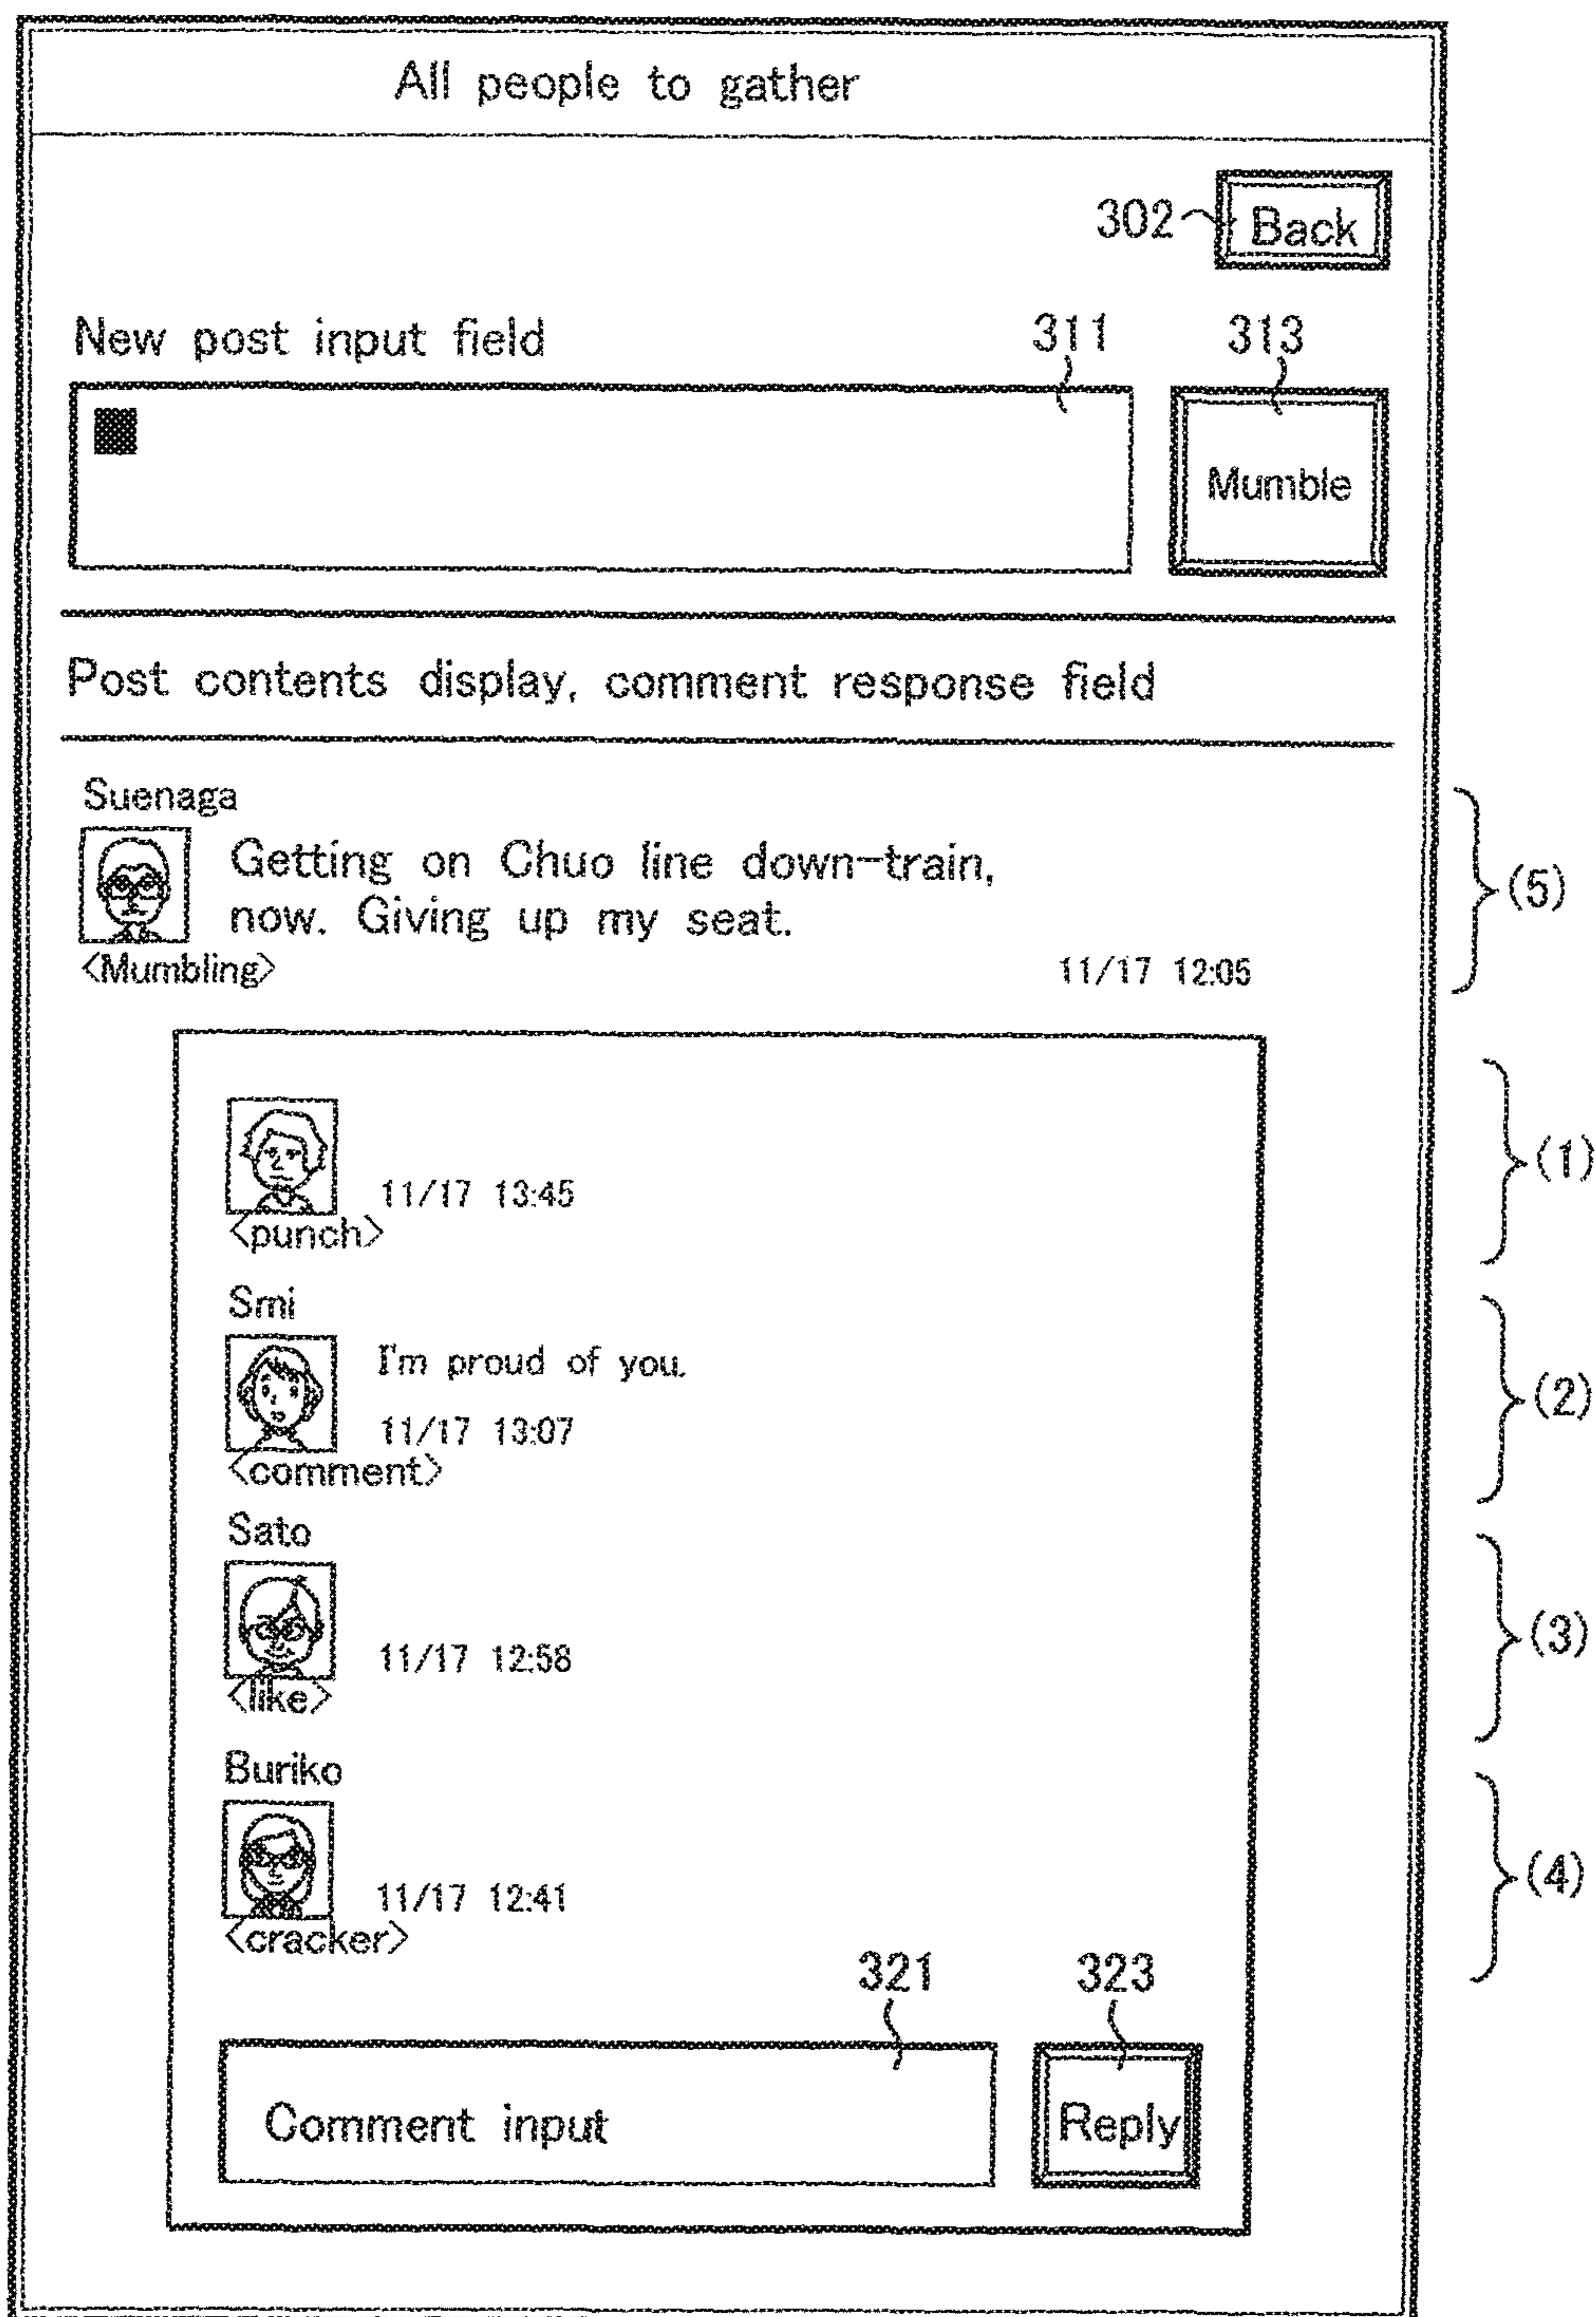 All people to gather
302 Back
New post input field 311 313
Mumble
Post contents display, comment response field
Suenaga
Getting on Chuo line down-train,
now. Giving up my seat.
<Mumbling> 11/17 12:05
(5)
11/17 13:45
<punch>
(1)
Smi
I'm proud of you.
11/17 13:07
<comment>
(2)
Sato
11/17 12:58
<like>
(3)
Buriko
11/17 12:41
<cracker>
(4)
321 323
Comment input Reply